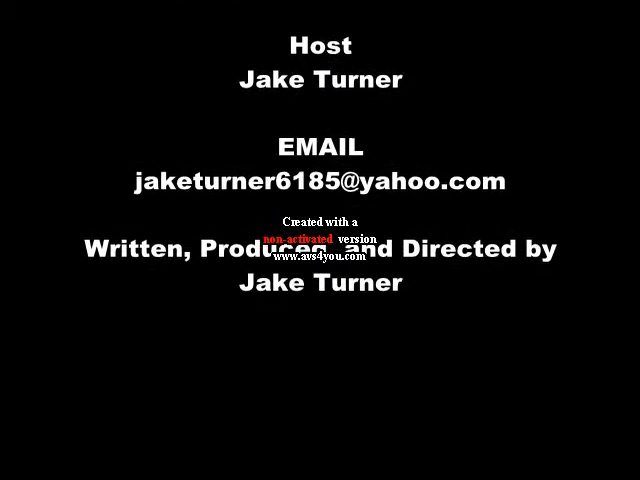 Host
Jake Turner
EMAIL
jaketurner6185@yahoo.com
Created with a
non-activated version
Written, Produced, and Directed by
www.avs4you.com
Jake Turner